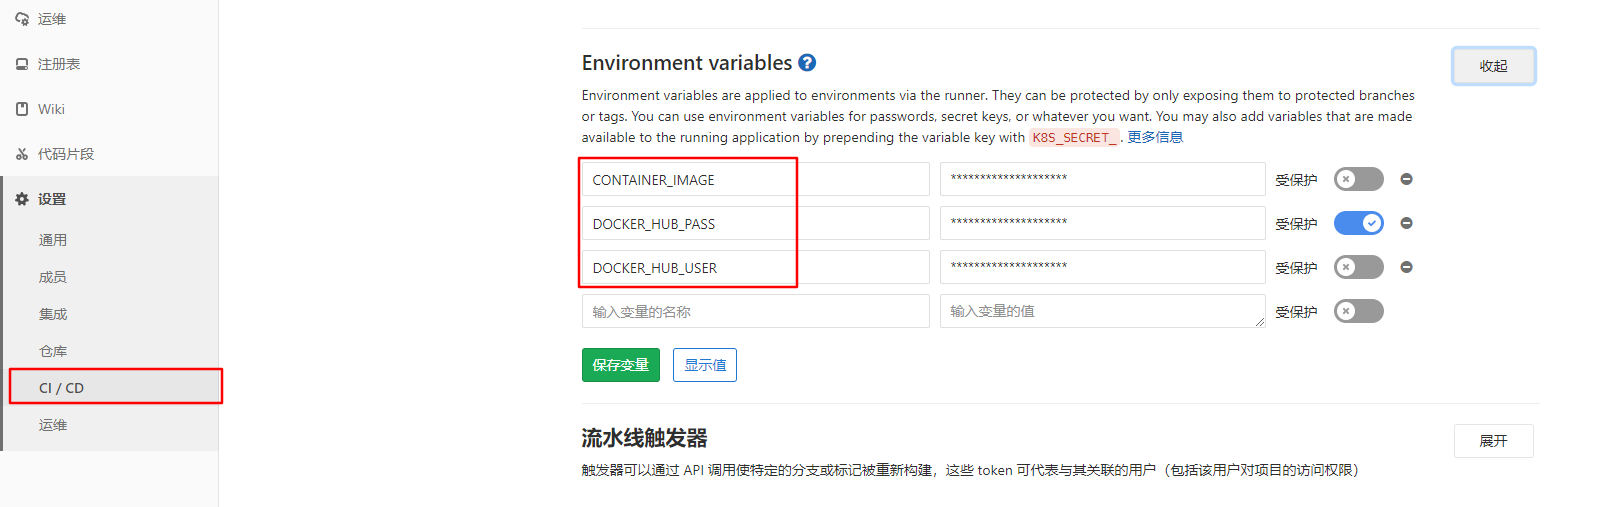 运维
注册表
Wiki
代码片段
设置
通用
成员
集成
仓库
CI / CD
运维
Environment variables
收起
Environment variables are applied to environments via the runner. They can be protected by only exposing them to protected branches
or tags. You can use environment variables for passwords, secret keys, or whatever you want. You may also add variables that are made
available to the running application by prepending the variable key with K8S_SECRET_. 更多信息
CONTAINER_IMAGE ******************** 受保护
DOCKER_HUB_PASS ******************** 受保护
DOCKER_HUB_USER ******************** 受保护
输入变量的名称 输入变量的值 受保护
保存变量 显示值
流水线触发器
展开
触发器可以通过 API 调用使特定的分支或标记被重新构建，这些 token 可代表与其关联的用户（包括该用户对项目的访问权限）